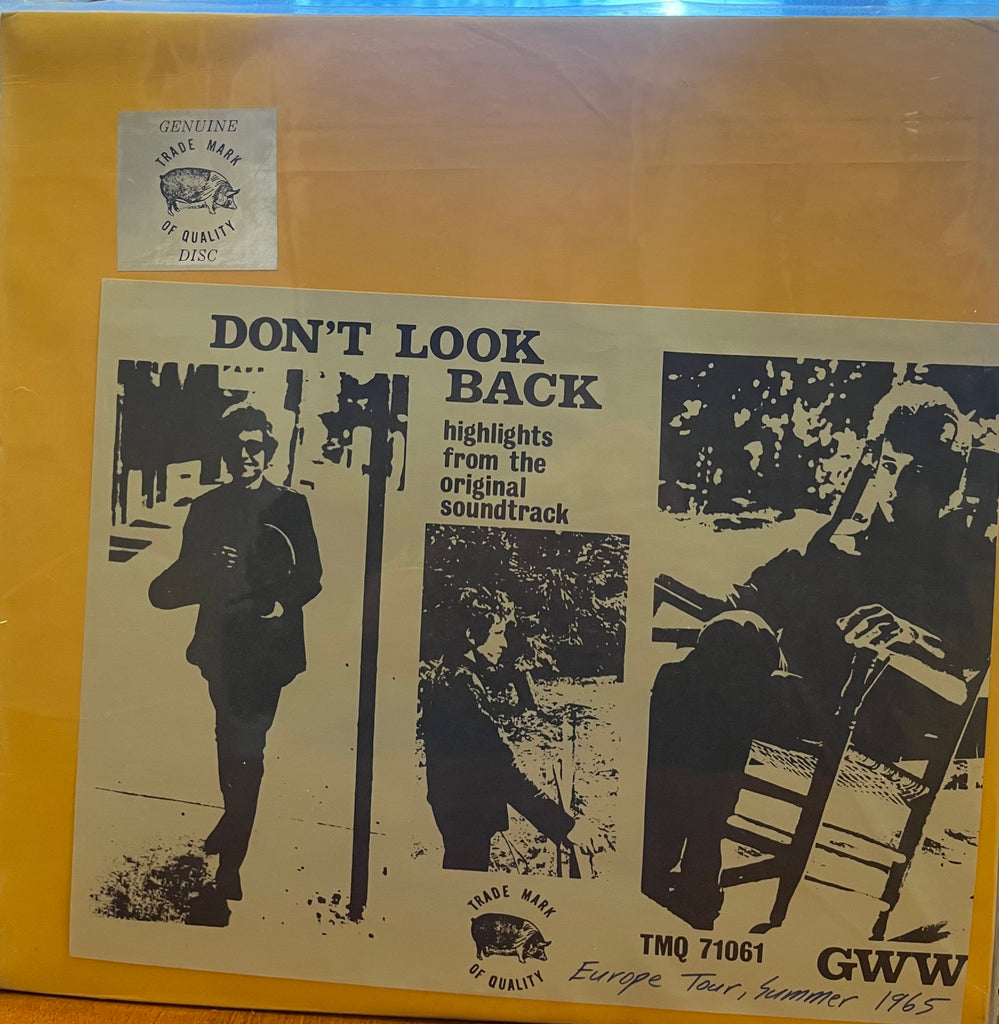 GENUINE
TRADE MARK
OF QUALITY
DISC
DON'T LOOK
BACK
highlights
from the
original
soundtrack
TRADE MARK
OF QUALITY
TMQ 71061
GWW
Europe Tour, Summer 1965